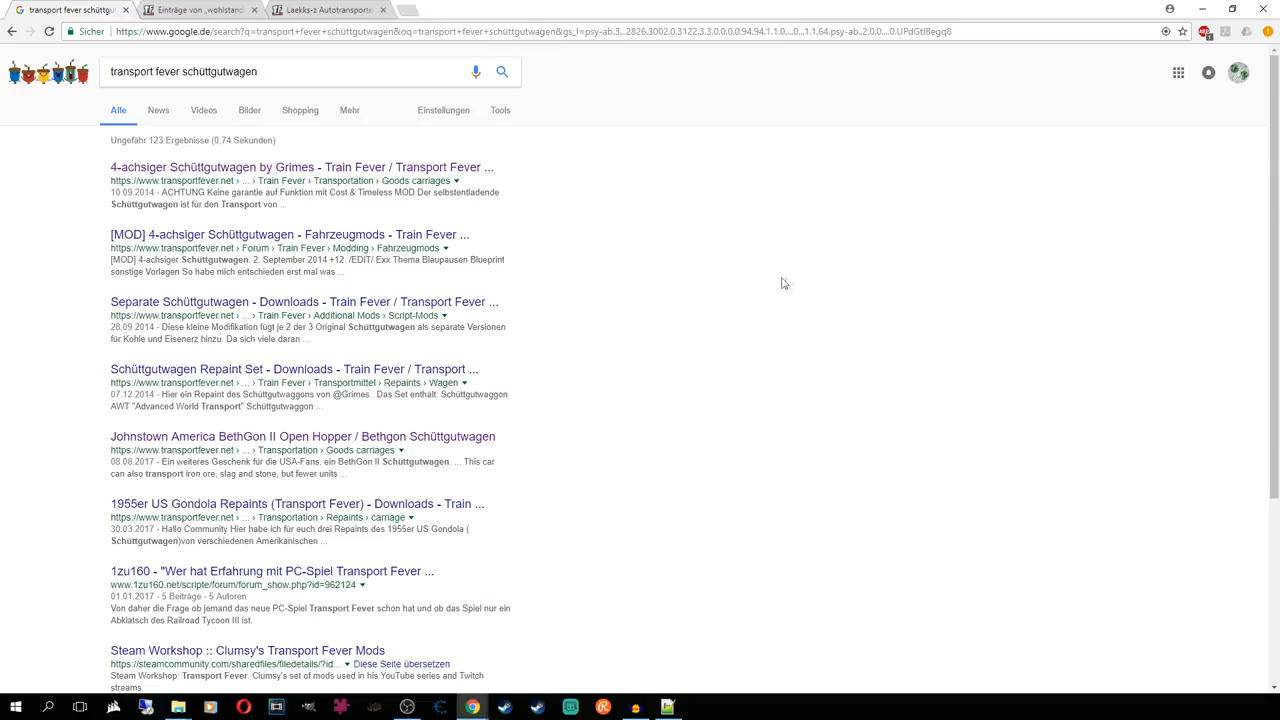 transport fever schüttgu
Einträge von „wohlstand
Laekks-z Autotransporte
Sicher
https://www.google.de/search?q=transport+fever+schüttgutwagen&oq=transport+fever+schüttgutwagen&gs_l=psy-ab.3...2826.3002.0.3122.3.3.0.0.0.0.94.94.1.1.0....0...1.1.64.psy-ab..2.0.0....0.UPdGtIBegq8
transport fever schüttgutwagen
Alle News Videos Bilder Shopping Mehr Einstellungen Tools
Ungefähr 123 Ergebnisse (0,74 Sekunden)
4-achsiger Schüttgutwagen by Grimes - Train Fever / Transport Fever ...
https://www.transportfever.net › ... › Train Fever › Transportation › Goods carriages
10.09.2014 - ACHTUNG Keine garantie auf Funktion mit Cost & Timeless MOD Der selbstentladende
Schüttgutwagen ist für den Transport von ...
[MOD] 4-achsiger Schüttgutwagen - Fahrzeugmods - Train Fever ...
https://www.transportfever.net › Forum › Train Fever › Modding › Fahrzeugmods
[MOD] 4-achsiger Schüttgutwagen. 2. September 2014 +12. /EDIT/ Exx Thema Blaupausen Blueprint
sonstige Vorlagen So habe mich entschieden erst mal was ...
Separate Schüttgutwagen - Downloads - Train Fever / Transport Fever ...
https://www.transportfever.net › ... › Train Fever › Additional Mods › Script-Mods
28.09.2014 - Diese kleine Modifikation fügt je 2 der 3 Original Schüttgutwagen als separate Versionen
für Kohle und Eisenerz hinzu. Da sich viele daran ...
Schüttgutwagen Repaint Set - Downloads - Train Fever / Transport ...
https://www.transportfever.net › ... › Train Fever › Transportmittel › Repaints › Wagen
07.12.2014 - Hier ein Repaint des Schüttgutwaggons von @Grimes . Das Set enthält: Schüttgutwaggon
AWT "Advanced World Transport" Schüttgutwaggon ...
Johnstown America BethGon II Open Hopper / Bethgon Schüttgutwagen
https://www.transportfever.net › ... › Transportation › Goods carriages
08.08.2017 - Ein weiteres Geschenk für die USA-Fans, ein BethGon II Schüttgutwagen. ... This car
can also transport iron ore, slag and stone, but fewer units ...
1955er US Gondola Repaints (Transport Fever) - Downloads - Train ...
https://www.transportfever.net › ... › Transportation › Repaints › carriage
30.03.2017 - Hallo Community Hier habe ich für euch drei Repaints des 1955er US Gondola (
Schüttgutwagen)von verschiedenen Amerikanischen ...
1zu160 - "Wer hat Erfahrung mit PC-Spiel Transport Fever ...
www.1zu160.net/scripte/forum/forum_show.php?id=962124
01.01.2017 - 5 Beiträge - 5 Autoren
Von daher die Frage ob jemand das neue PC-Spiel Transport Fever schon hat und ob das Spiel nur ein
Abklatsch des Railroad Tycoon III ist.
Steam Workshop :: Clumsy's Transport Fever Mods
https://steamcommunity.com/sharedfiles/filedetails/?id... Diese Seite übersetzen
Steam Workshop: Transport Fever. Clumsy's set of mods used in his YouTube series and Twitch
streams.